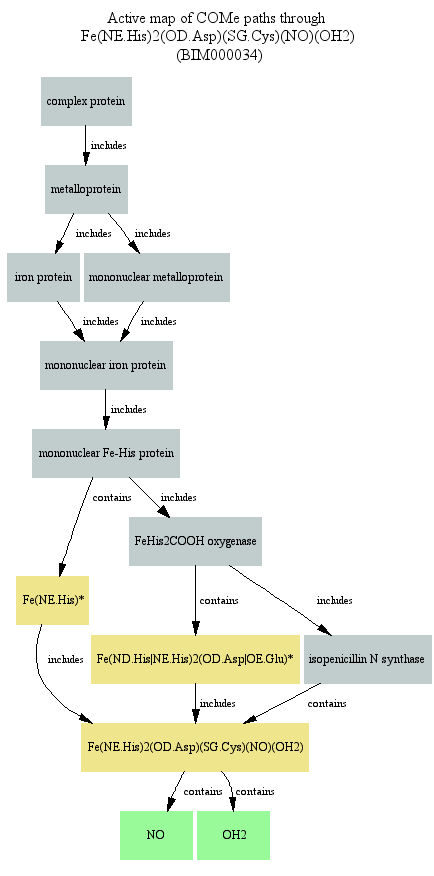 Active map of COMe paths through
Fe(NE.His)2(OD.Asp)(SG.Cys)(NO)(OH2)
(BIM000034)
complex protein
includes
metalloprotein
includes includes
iron protein mononuclear metalloprotein
includes includes
mononuclear iron protein
includes
mononuclear Fe-His protein
contains includes
FeHis2COOH oxygenase
Fe(NE.His)* contains includes
includes Fe(ND.His|NE.His)2(OD.Asp|OE.Glu)* isopenicillin N synthase
includes contains
Fe(NE.His)2(OD.Asp)(SG.Cys)(NO)(OH2)
contains contains
NO OH2